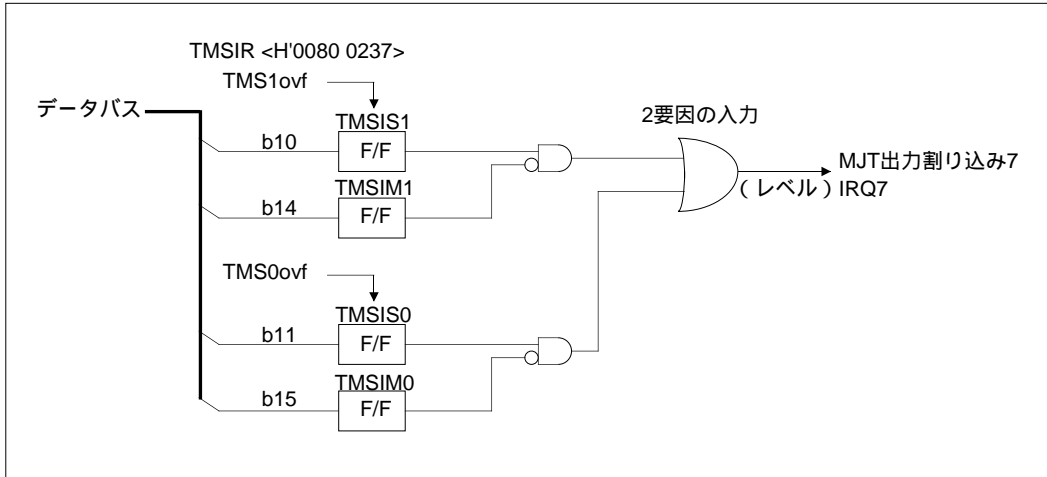 TMSIR <H'0080 0237>
TMS1ovf
データバス
TMSIS1
2要因の入力
b10
F/F
MJT出力割り込み7
(レベル) IRQ7
TMSIM1
b14
F/F
TMS0ovf
TMSIS0
b11
F/F
TMSIM0
b15
F/F